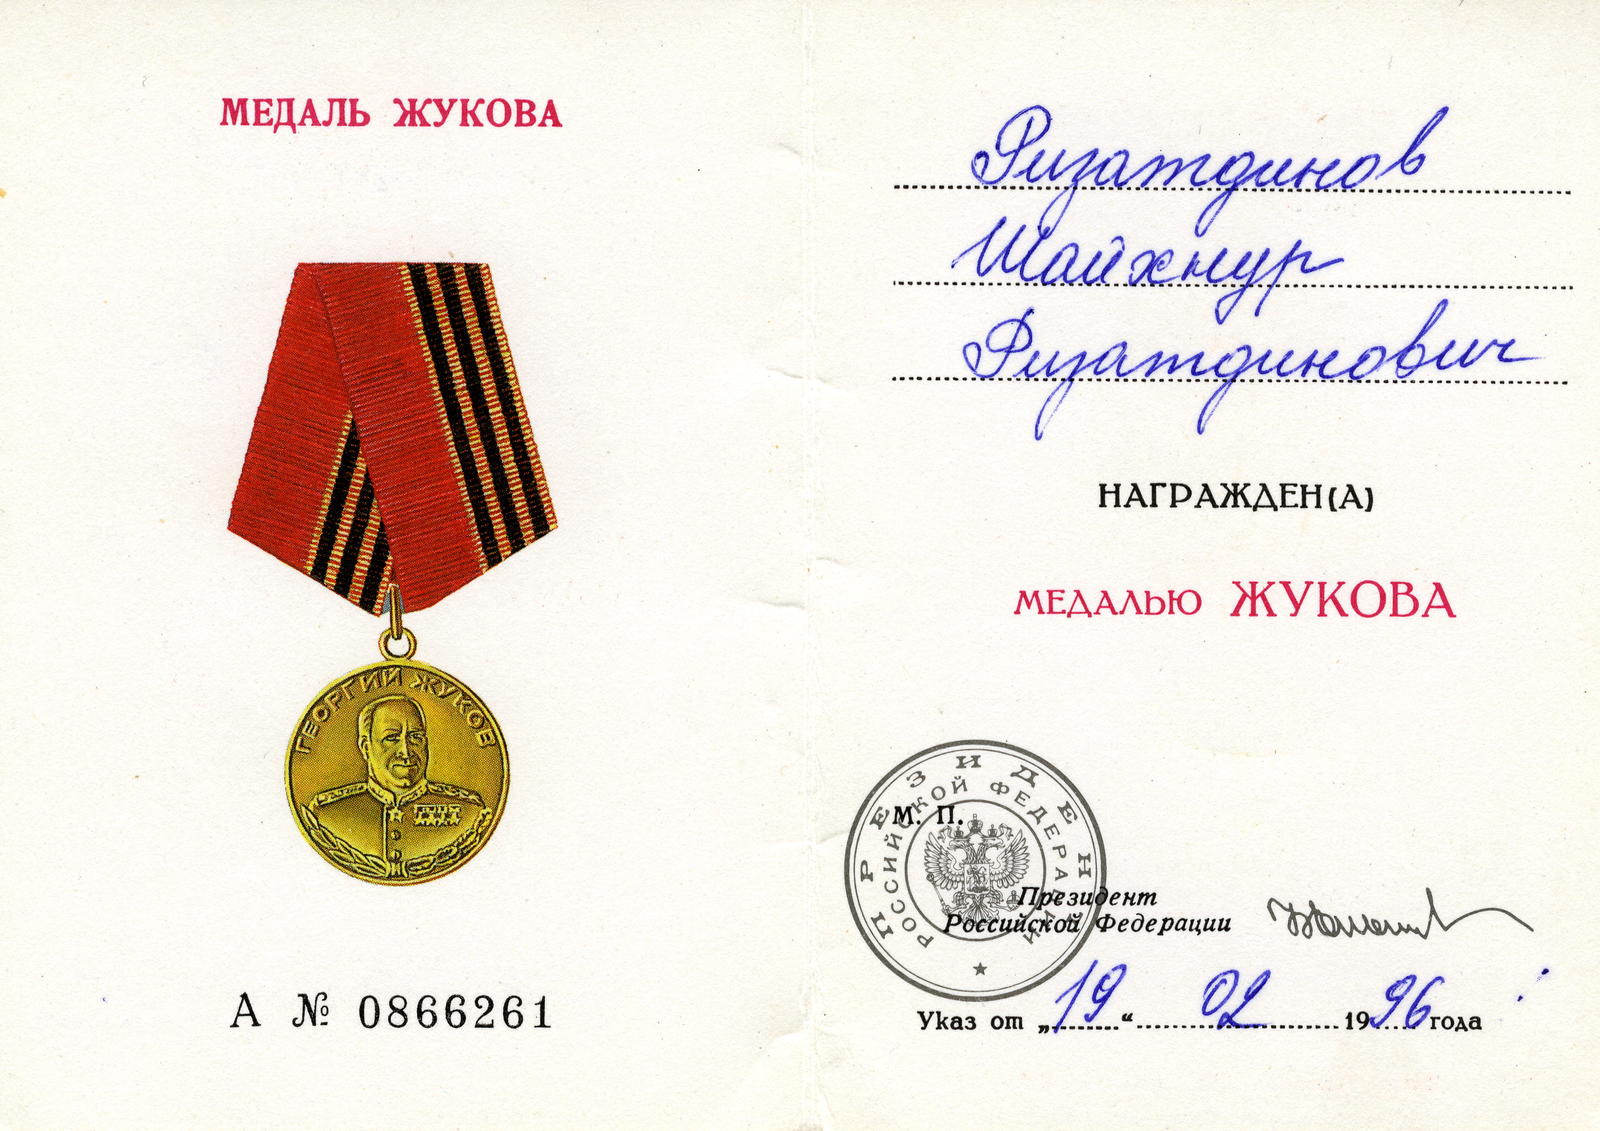 МЕДАЛЬ ЖУКОВА
ГЕОРГИЙ ЖУКОВ
А № 0866261
Ризатдинов
Шайхнур
Ризатдинович
НАГРАЖДЕН(А)
МЕДАЛЬЮ ЖУКОВА
ПРЕЗИДЕНТ
РОССИЙСКОЙ ФЕДЕРАЦИИ
М. П.
Президент
Российской Федерации
Указ от „19“ 02 1996 года